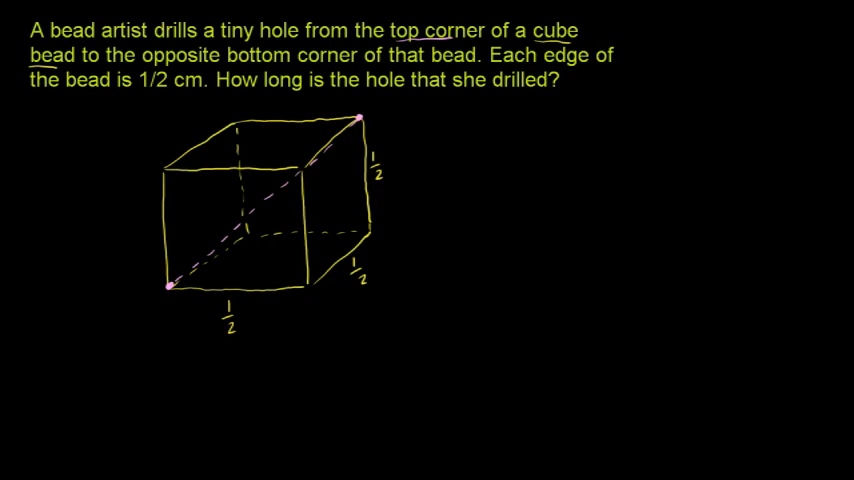 A bead artist drills a tiny hole from the top corner of a cube
bead to the opposite bottom corner of that bead. Each edge of
the bead is 1/2 cm. How long is the hole that she drilled?
1/2
1/2
1/2